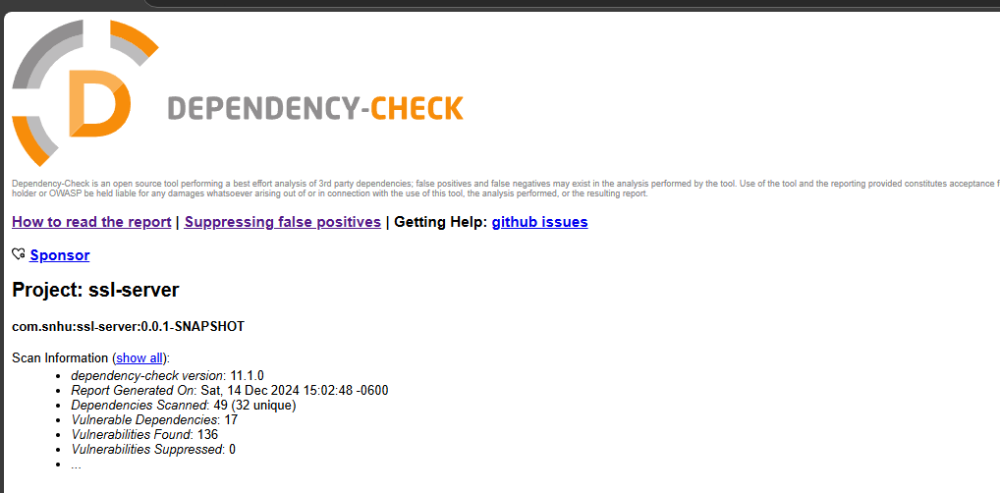 D
DEPENDENCY-CHECK
Dependency-Check is an open source tool performing a best effort analysis of 3rd party dependencies; false positives and false negatives may exist in the analysis performed by the tool. Use of the tool and the reporting provided constitutes acceptance f
holder or OWASP be held liable for any damages whatsoever arising out of or in connection with the use of this tool, the analysis performed, or the resulting report.
How to read the report | Suppressing false positives | Getting Help: github issues
Sponsor
Project: ssl-server
com.snhu:ssl-server:0.0.1-SNAPSHOT
Scan Information (show all):
• dependency-check version: 11.1.0
• Report Generated On: Sat, 14 Dec 2024 15:02:48 -0600
• Dependencies Scanned: 49 (32 unique)
• Vulnerable Dependencies: 17
• Vulnerabilities Found: 136
• Vulnerabilities Suppressed: 0
• ...